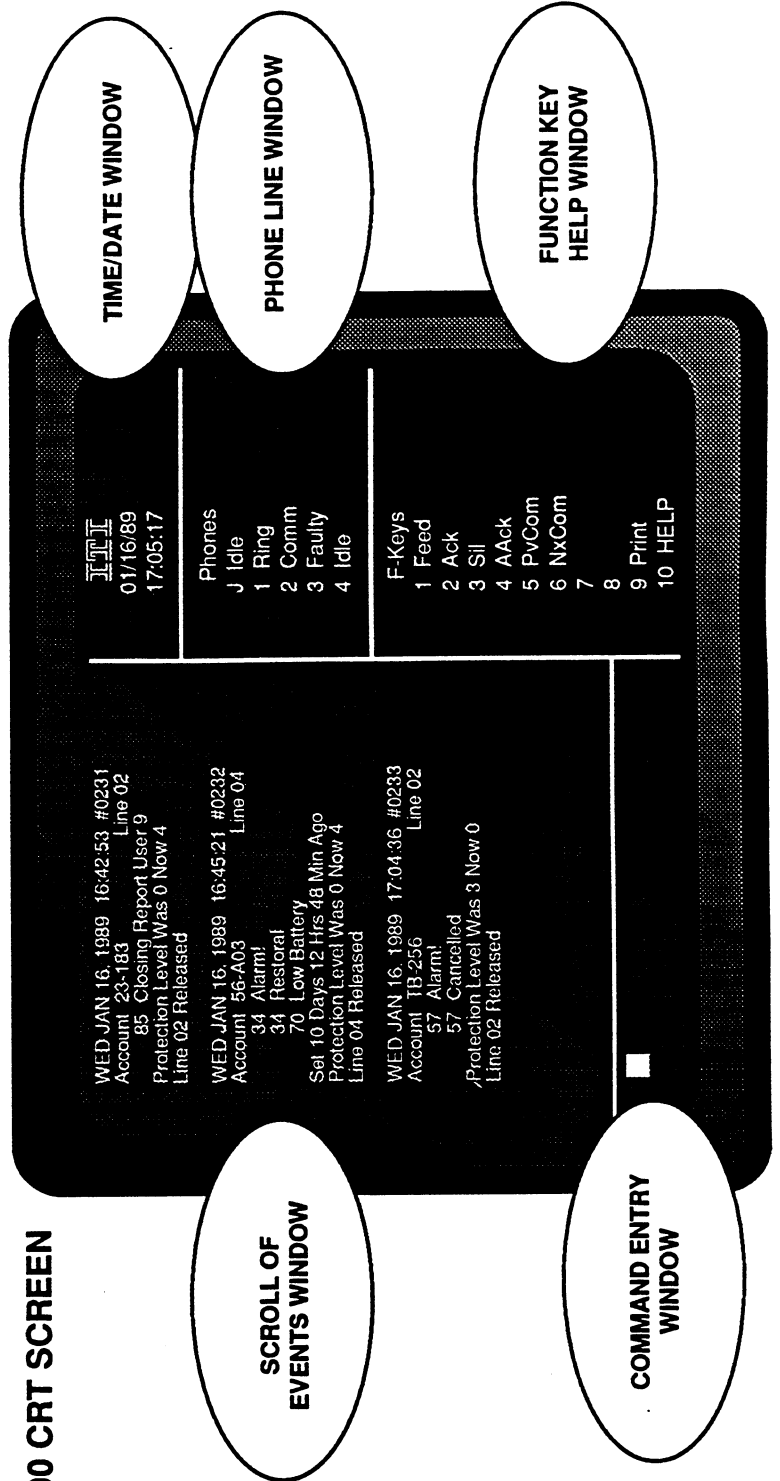 00 CRT SCREEN
SCROLL OF
EVENTS WINDOW
COMMAND ENTRY
WINDOW
WED JAN 16, 1989 16:42:53 #0231
Account 23-183 Line 02
85 Closing Report User 9
Protection Level Was 0 Now 4
Line 02 Released
WED JAN 16, 1989 16:45:21 #0232
Account 56-A03 Line 04
34 Alarm!
34 Restoral
70 Low Battery
Set 10 Days 12 Hrs 48 Min Ago
Protection Level Was 0 Now 4
Line 04 Released
WED JAN 16, 1989 17:04:36 #0233
Account TB-256 Line 02
57 Alarm!
57 Cancelled
Protection Level Was 3 Now 0
Line 02 Released
ITI
01/16/89
17:05:17
Phones
J Idle
1 Ring
2 Comm
3 Faulty
4 Idle
F-Keys
1 Feed
2 Ack
3 Sil
4 AAck
5 PvCom
6 NxCom
7
8
9 Print
10 HELP
TIME/DATE WINDOW
PHONE LINE WINDOW
FUNCTION KEY
HELP WINDOW